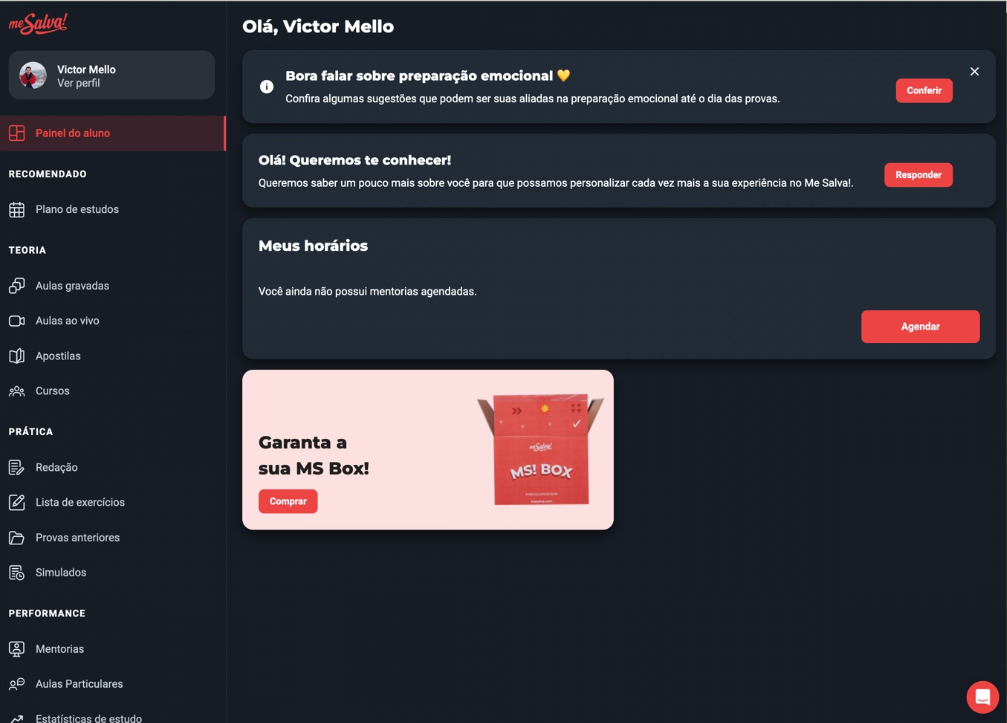 me Salva!
Victor Mello
Ver perfil
Painel do aluno
RECOMENDADO
Plano de estudos
TEORIA
Aulas gravadas
Aulas ao vivo
Apostilas
Cursos
PRÁTICA
Redação
Lista de exercícios
Provas anteriores
Simulados
PERFORMANCE
Mentorias
Aulas Particulares
Estatísticas de estudo
Olá, Victor Mello
Bora falar sobre preparação emocional 💛
Confira algumas sugestões que podem ser suas aliadas na preparação emocional até o dia das provas.
Conferir
Olá! Queremos te conhecer!
Queremos saber um pouco mais sobre você para que possamos personalizar cada vez mais a sua experiência no Me Salva!.
Responder
Meus horários
Você ainda não possui mentorias agendadas.
Agendar
Garanta a
sua MS Box!
Comprar
me Salva!
MS! BOX